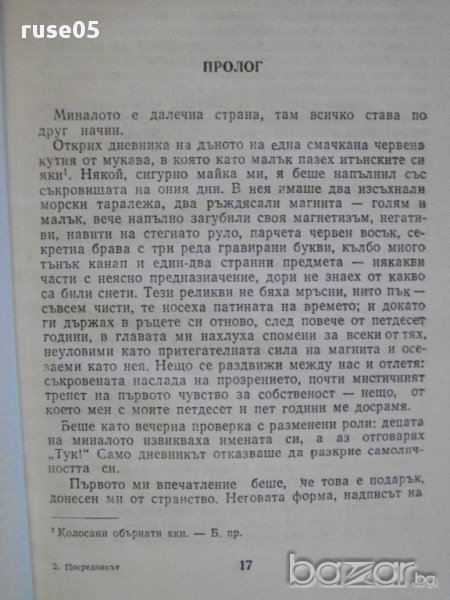 ruse05
ПРОЛОГ
Миналото е далечна страна, там всичко става по
друг начин.
Открих дневника на дъното на една смачкана червена
кутия от мукава, в която като малък пазех итънските си
яки¹. Някой, сигурно майка ми, я беше напълнил със
съкровищата на ония дни. В нея имаше два изсъхнали
морски таралежа, два ръждясали магнита — голям и
малък, вече напълно загубили своя магнетизъм, негати-
ви, навити на стегнато руло, парчета червен восък, се-
кретна брава с три реда гравирани букви, кълбо много
тънък канап и един-два странни предмета — някакви
части с неясно предназначение, дори не знаех от какво
са били снети. Тези реликви не бяха мръсни, нито пък —
съвсем чисти, те носеха патината на времето; и докато
ги държах в ръцете си отново, след повече от петдесет
години, в главата ми нахлуха спомени за всеки от тях,
неуловими като притегателната сила на магнита и осе-
заеми като нея. Нещо се раздвижи между нас и отлетя:
съкровената наслада на прозрението, почти мистичният
трепет на първото чувство за собственост — нещо, от
което мен с моите петдесет и пет години ме досрамя.
Беше като вечерна проверка с разменени роли: децата
на миналото извикваха имената си, а аз отговарях
„Тук!“ Само дневникът отказваше да разкрие самолич-
ността си.
Първото ми впечатление беше, че това е подарък,
донесен ми от странство. Неговата форма, надписът на
¹ Колосани обърнати яки. — Б. пр.
2. Посредникът
17
bazar.bg